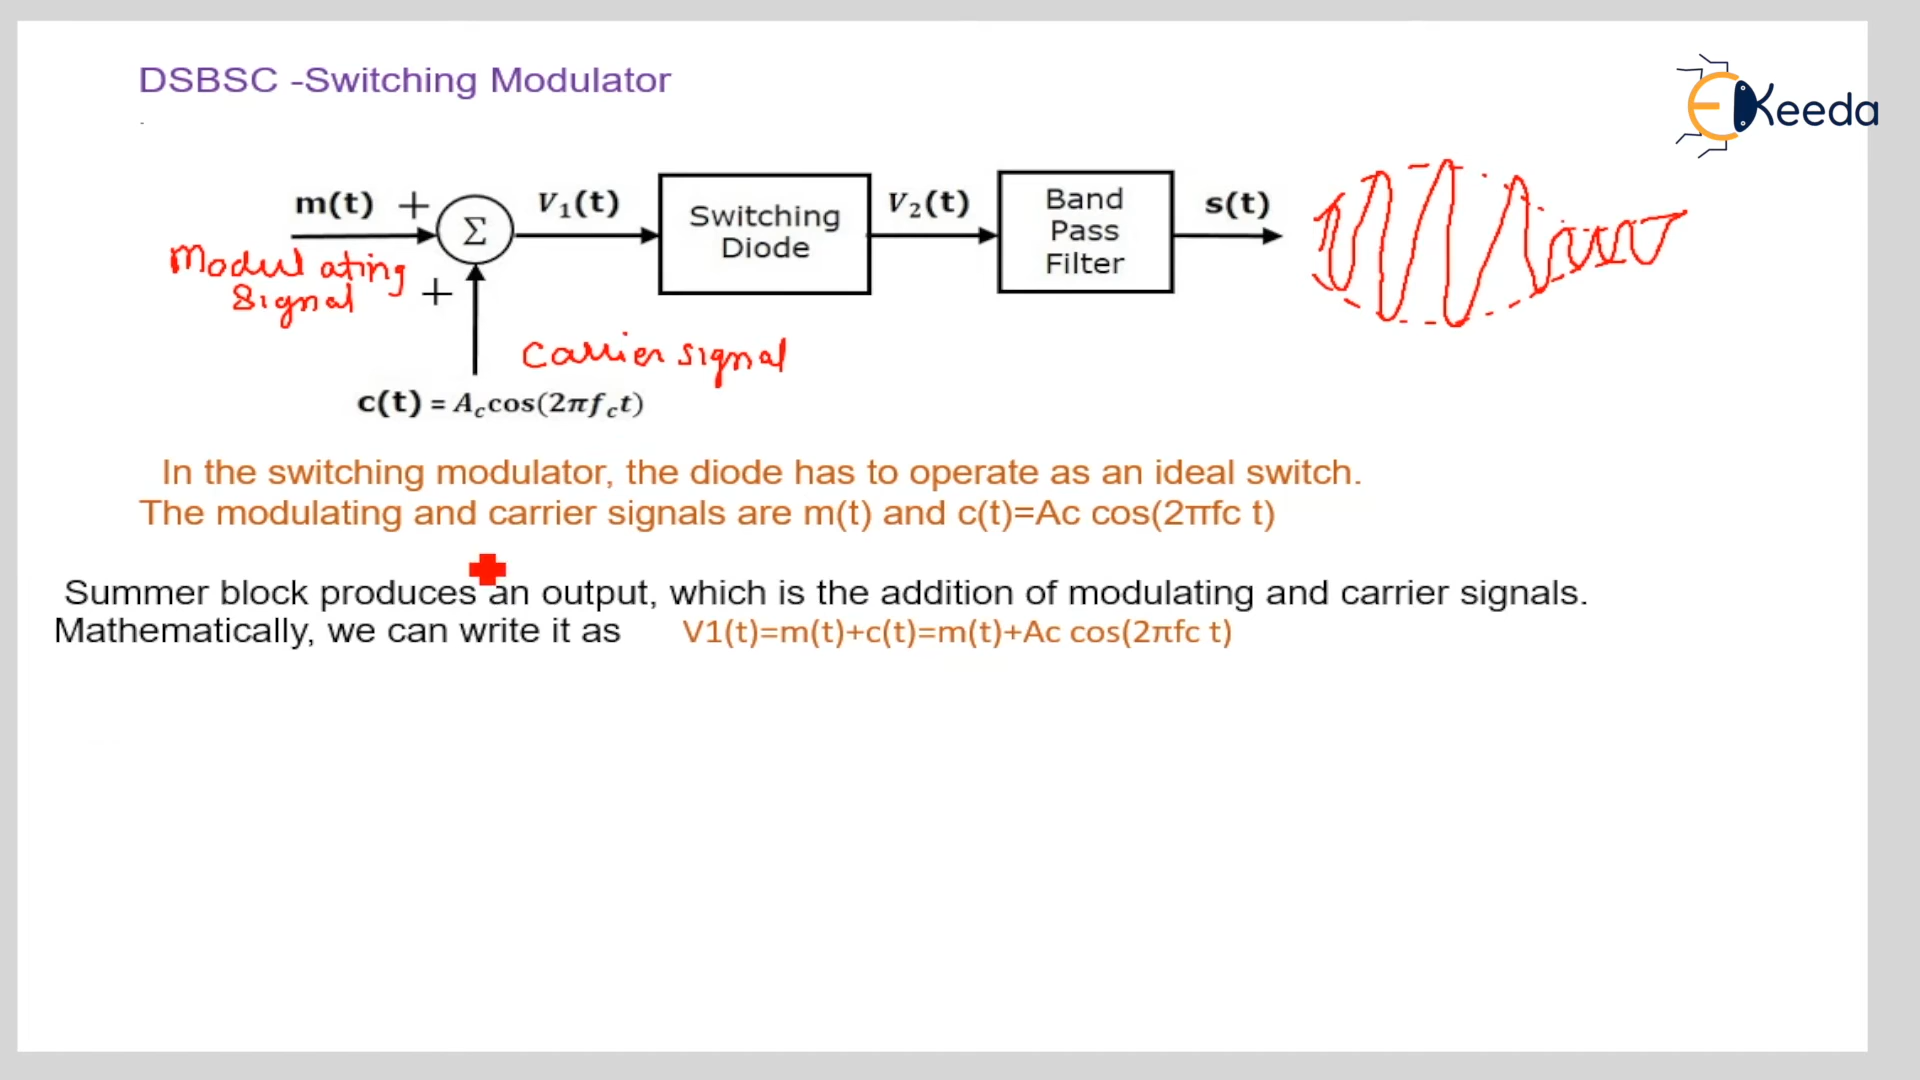 DSBSC -Switching Modulator
EKeeda
m(t) +
Σ
V₁(t)
Switching
Diode
V₂(t)
Band
Pass
Filter
s(t)
Modulating
Signal
+
Carrier signal
c(t) = A_c cos(2πf_c t)
In the switching modulator, the diode has to operate as an ideal switch.
The modulating and carrier signals are m(t) and c(t)=Ac cos(2πfc t)
Summer block produces an output, which is the addition of modulating and carrier signals.
Mathematically, we can write it as V1(t)=m(t)+c(t)=m(t)+Ac cos(2πfc t)